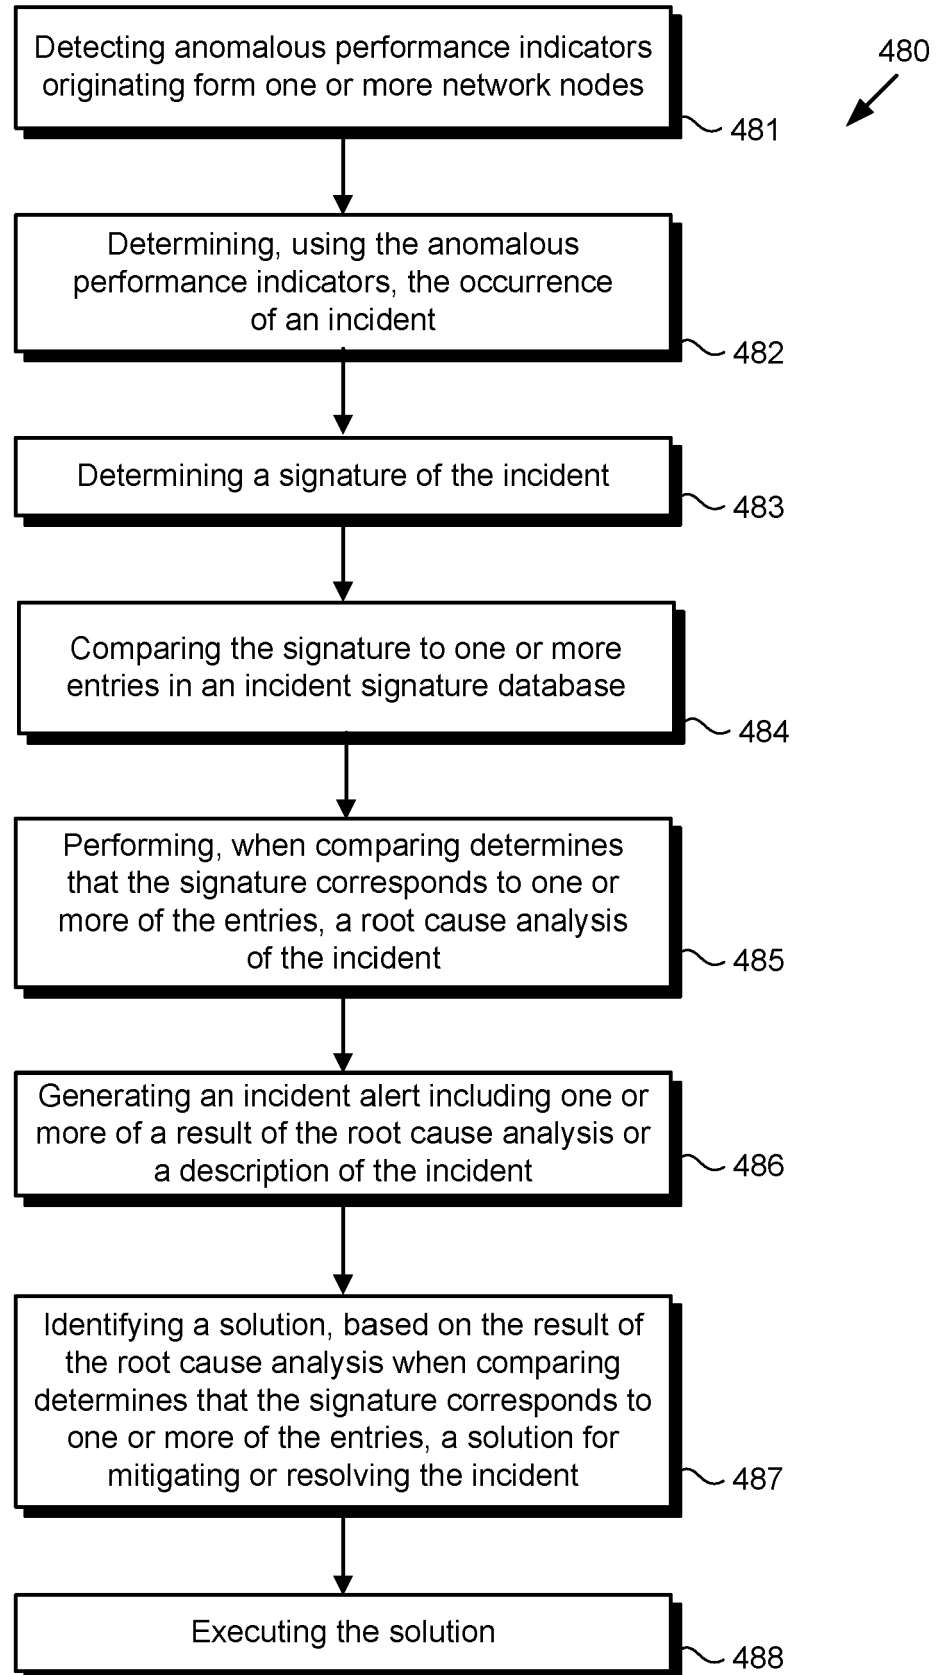 Detecting anomalous performance indicators
originating form one or more network nodes
480
481
Determining, using the anomalous
performance indicators, the occurrence
of an incident
482
Determining a signature of the incident
483
Comparing the signature to one or more
entries in an incident signature database
484
Performing, when comparing determines
that the signature corresponds to one or
more of the entries, a root cause analysis
of the incident
485
Generating an incident alert including one or
more of a result of the root cause analysis or
a description of the incident
486
Identifying a solution, based on the result of
the root cause analysis when comparing
determines that the signature corresponds to
one or more of the entries, a solution for
mitigating or resolving the incident
487
Executing the solution
488